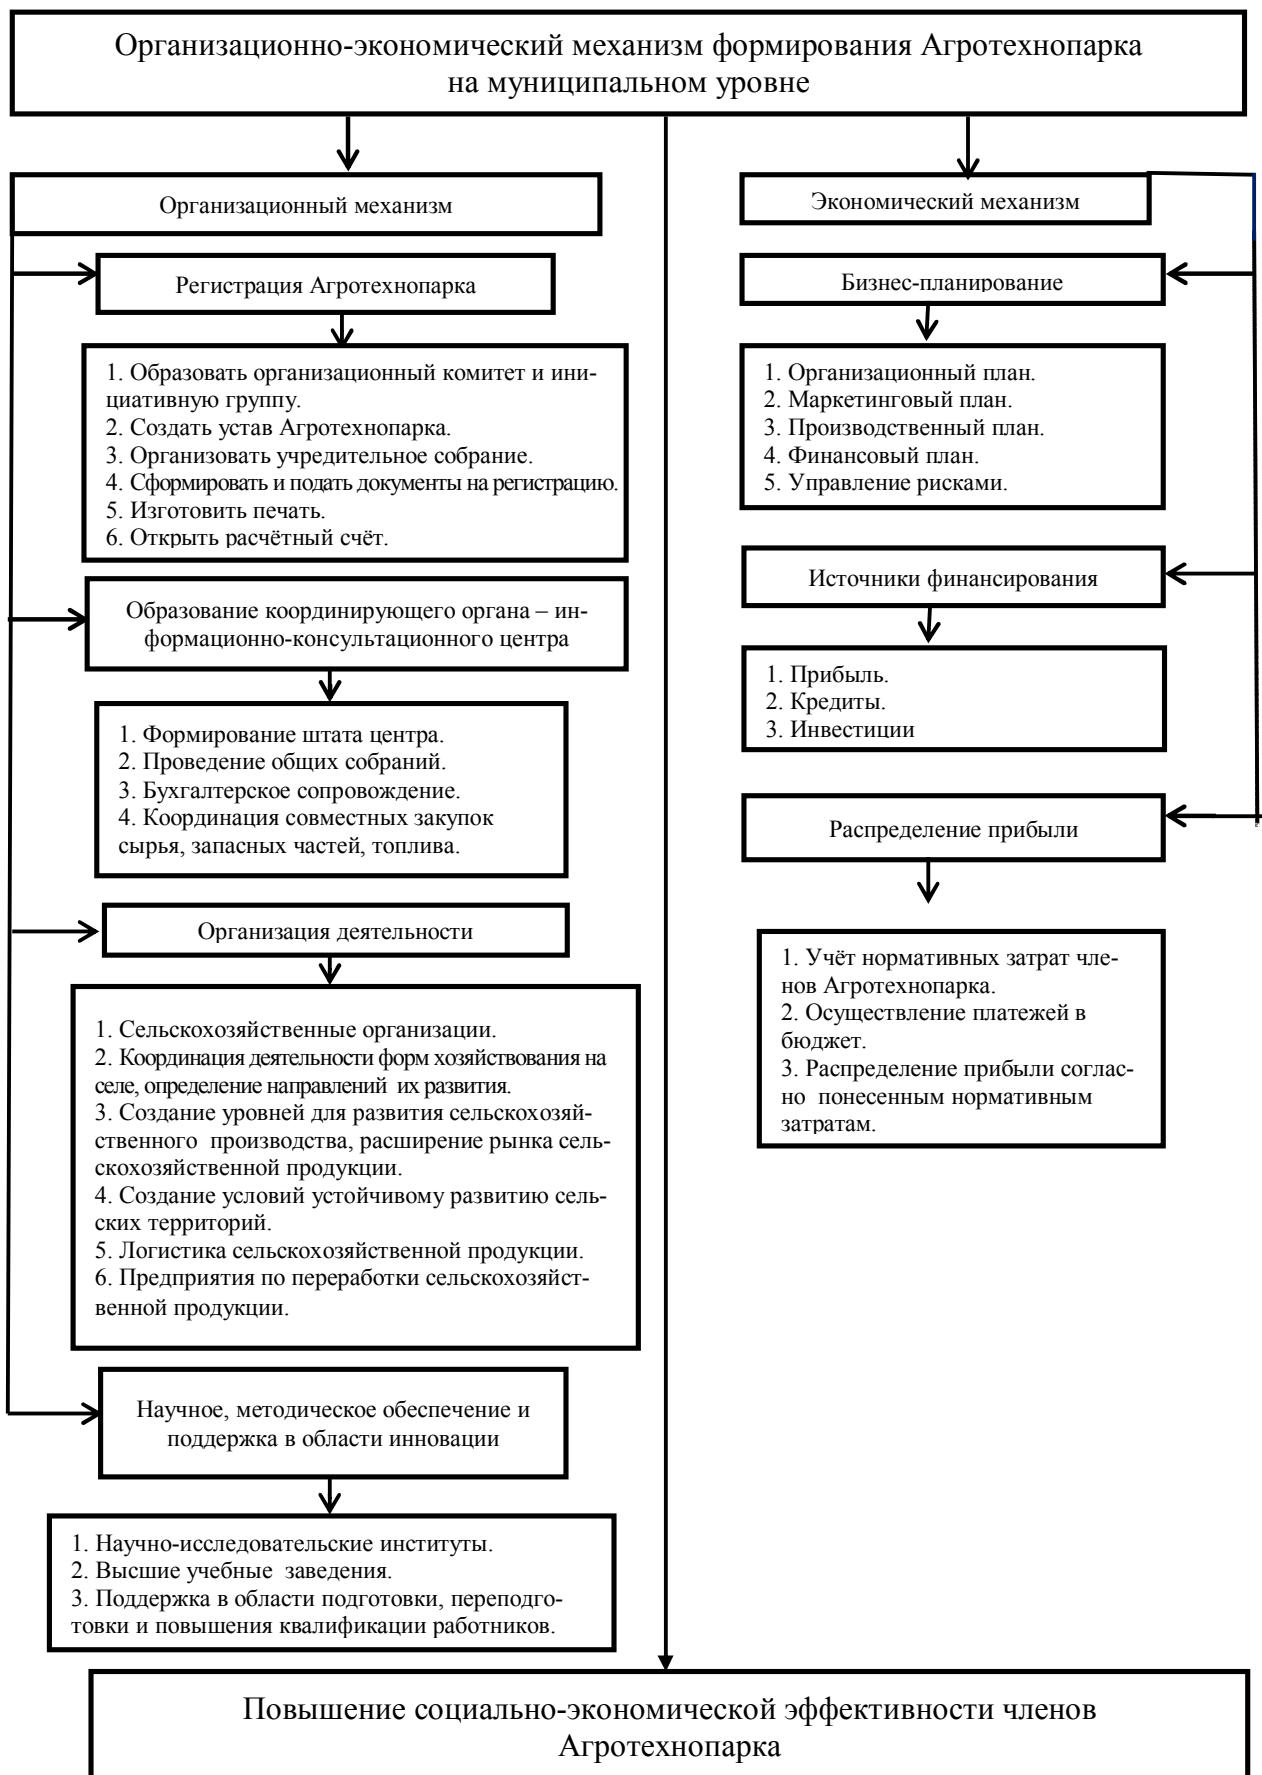 Организационно-экономический механизм формирования Агротехнопарка
на муниципальном уровне
Организационный механизм
Регистрация Агротехнопарка
1. Образовать организационный комитет и ини-
циативную группу.
2. Создать устав Агротехнопарка.
3. Организовать учредительное собрание.
4. Сформировать и подать документы на регистрацию.
5. Изготовить печать.
6. Открыть расчётный счёт.
Образование координирующего органа – ин-
формационно-консультационного центра
1. Формирование штата центра.
2. Проведение общих собраний.
3. Бухгалтерское сопровождение.
4. Координация совместных закупок
сырья, запасных частей, топлива.
Организация деятельности
1. Сельскохозяйственные организации.
2. Координация деятельности форм хозяйствования на
селе, определение направлений их развития.
3. Создание уровней для развития сельскохозяй-
ственного производства, расширение рынка сель-
скохозяйственной продукции.
4. Создание условий устойчивому развитию сель-
ских территорий.
5. Логистика сельскохозяйственной продукции.
6. Предприятия по переработки сельскохозяйст-
венной продукции.
Научное, методическое обеспечение и
поддержка в области инновации
1. Научно-исследовательские институты.
2. Высшие учебные заведения.
3. Поддержка в области подготовки, переподго-
товки и повышения квалификации работников.
Экономический механизм
Бизнес-планирование
1. Организационный план.
2. Маркетинговый план.
3. Производственный план.
4. Финансовый план.
5. Управление рисками.
Источники финансирования
1. Прибыль.
2. Кредиты.
3. Инвестиции
Распределение прибыли
1. Учёт нормативных затрат чле-
нов Агротехнопарка.
2. Осуществление платежей в
бюджет.
3. Распределение прибыли соглас-
но понесенным нормативным
затратам.
Повышение социально-экономической эффективности членов
Агротехнопарка